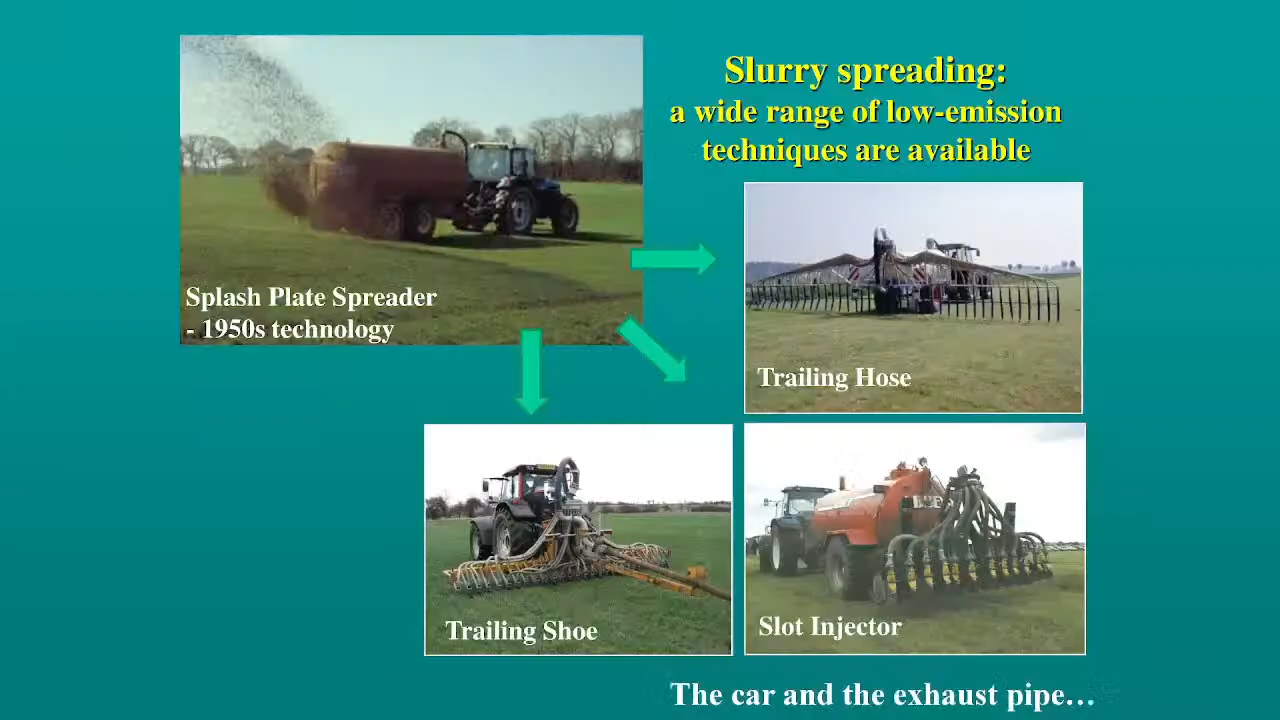 Slurry spreading:
a wide range of low-emission
techniques are available
Splash Plate Spreader
- 1950s technology
Trailing Hose
Trailing Shoe
Slot Injector
The car and the exhaust pipe…